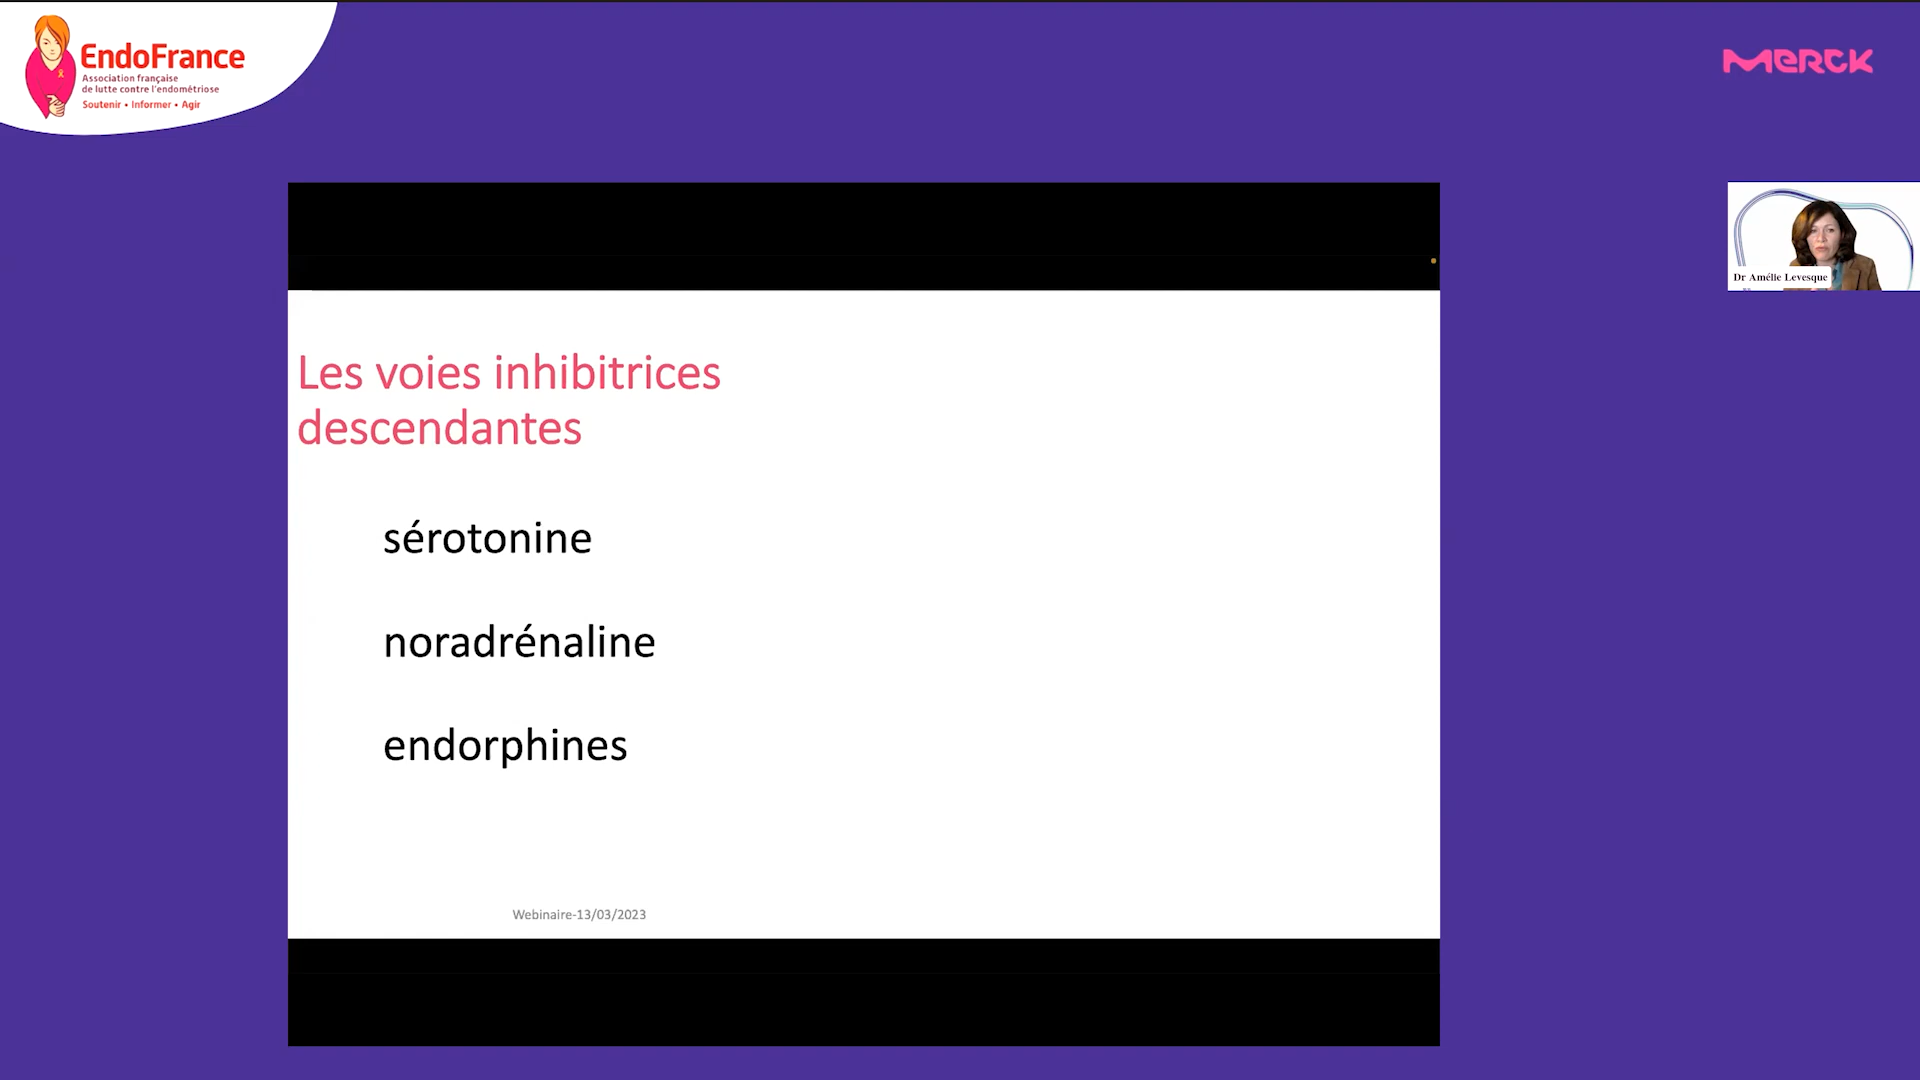 EndoFrance
Association française
de lutte contre l'endométriose
Soutenir • Informer • Agir
MERCK
Dr Amélie Levesque
Les voies inhibitrices
descendantes
sérotonine
noradrénaline
endorphines
Webinaire-13/03/2023